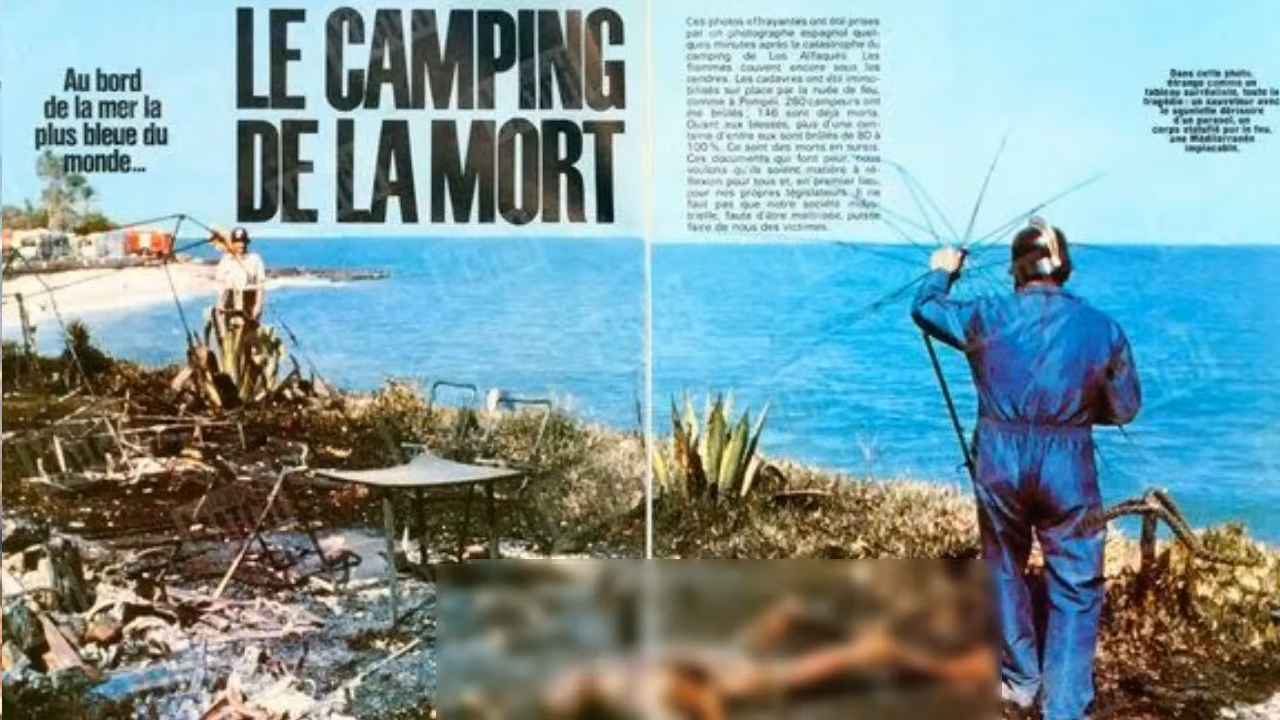 Au bord
de la mer la
plus bleue du
monde...
LE CAMPING
DE LA MORT
Ces photos effrayantes ont été prises
par un photographe espagnol quel-
ques minutes après la catastrophe du
camping de Los Alfaques. Les
flammes couvent encore sous les
cendres. Les cadavres ont été immo-
bilisés sur place par la nuée de feu,
comme à Pompéi. 280 campeurs ont
été brûlés ; 146 sont déjà morts.
Quant aux blessés, plus d'une cen-
taine d'entre eux sont brûlés de 80 à
100 %. Ce sont des morts en sursis.
Ces documents qui font peur, nous
voulons qu'ils soient matière à ré-
flexion pour tous et, en premier lieu,
pour nos propres législateurs. Il ne
faut pas que notre société indus-
trielle, faute d'être maîtrisée, puisse
faire de nous des victimes.
Dans cette photo,
étrange comme un
tableau surréaliste, toute la
tragédie : un sauveteur avec
le squelette dérisoire
d'un parasol, un
corps statufié par le feu,
une Méditerranée
implacable.